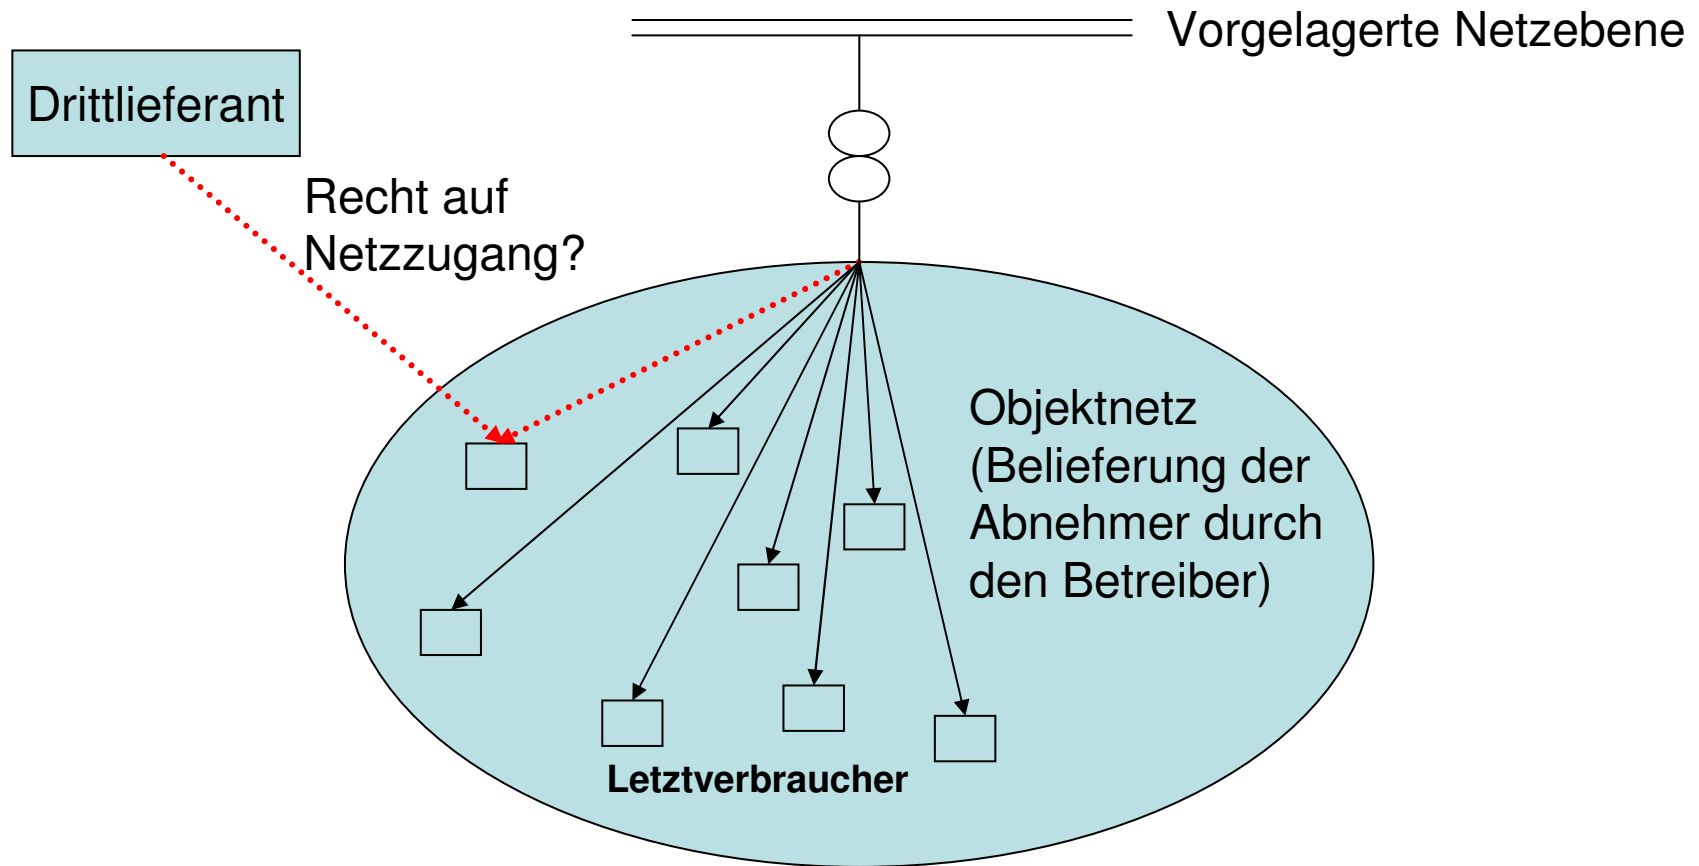 Vorgelagerte Netzebene
Drittlieferant
Recht auf
Netzzugang?
Objektnetz
(Belieferung der
Abnehmer durch
den Betreiber)
Letztverbraucher